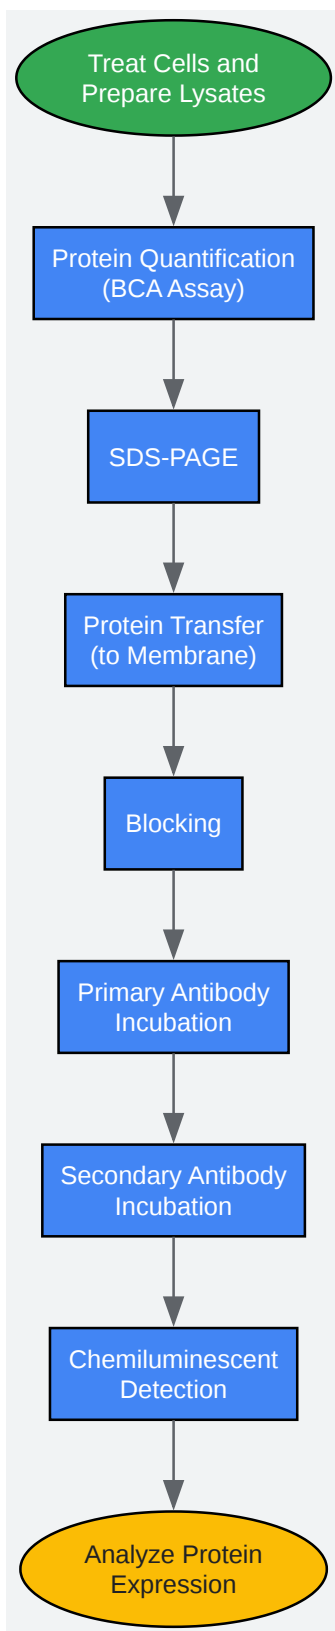 Treat Cells and
Prepare Lysates
Protein Quantification
(BCA Assay)
SDS-PAGE
Protein Transfer
(to Membrane)
Blocking
Primary Antibody
Incubation
Secondary Antibody
Incubation
Chemiluminescent
Detection
Analyze Protein
Expression